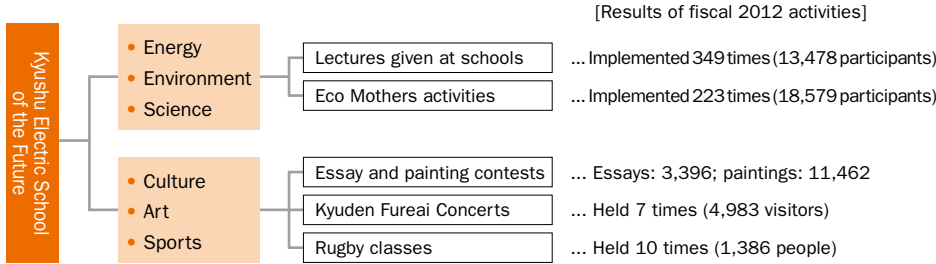 [Results of fiscal 2012 activities]
Kyushu Electric School
of the Future
• Energy
• Environment
• Science
Lectures given at schools
... Implemented 349 times (13,478 participants)
Eco Mothers activities
... Implemented 223 times (18,579 participants)
• Culture
• Art
• Sports
Essay and painting contests
... Essays: 3,396; paintings: 11,462
Kyuden Fureai Concerts
... Held 7 times (4,983 visitors)
Rugby classes
... Held 10 times (1,386 people)